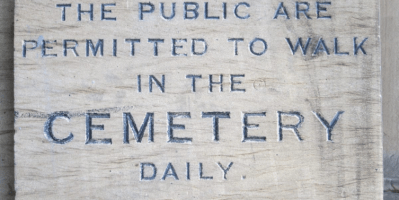 THE PUBLIC ARE
PERMITTED TO WALK
IN THE
CEMETERY
DAILY.